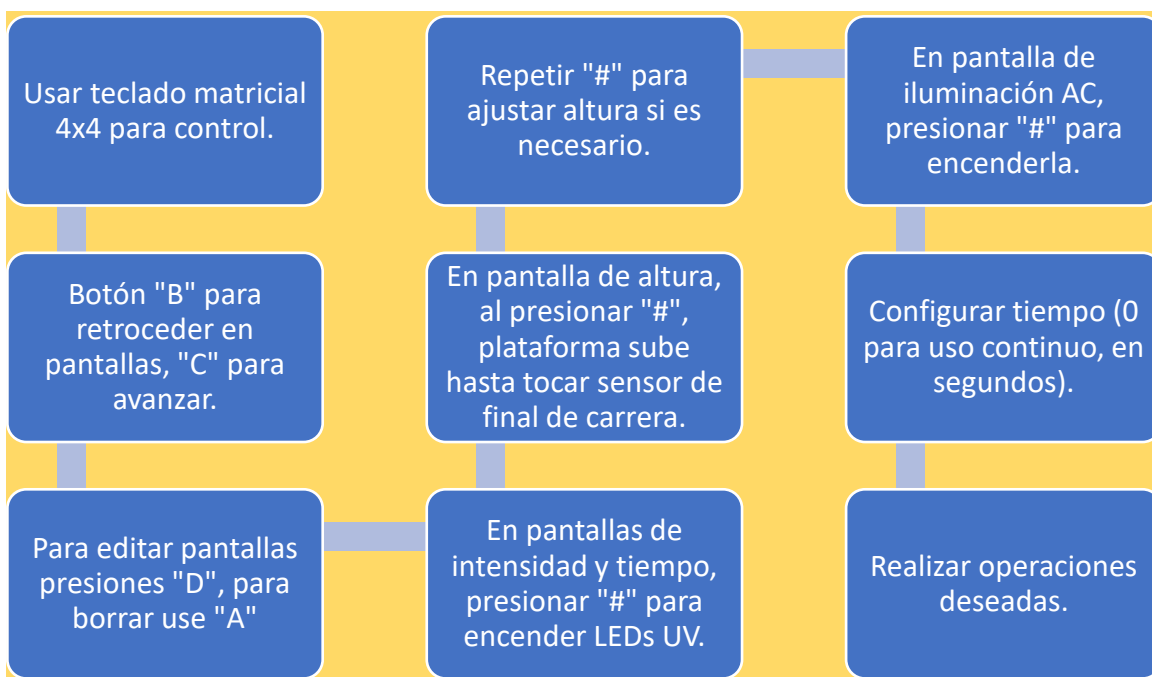 Usar teclado matricial
4x4 para control.
Botón "B" para
retroceder en
pantallas, "C" para
avanzar.
Para editar pantallas
presiones "D", para
borrar use "A"
En pantallas de
intensidad y tiempo,
presionar "#" para
encender LEDs UV.
En pantalla de altura,
al presionar "#",
plataforma sube
hasta tocar sensor de
final de carrera.
Repetir "#" para
ajustar altura si es
necesario.
En pantalla de
iluminación AC,
presionar "#" para
encenderla.
Configurar tiempo (0
para uso continuo, en
segundos).
Realizar operaciones
deseadas.